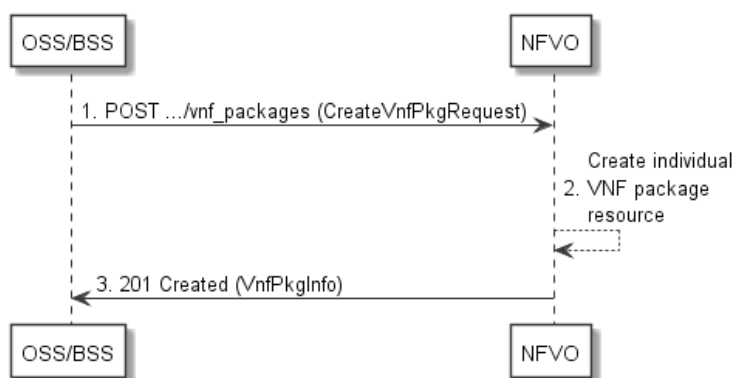 OSS/BSS
NFVO
1. POST .../vnf_packages (CreateVnfPkgRequest)
Create individual
2. VNF package
resource
3. 201 Created (VnfPkgInfo)
OSS/BSS
NFVO